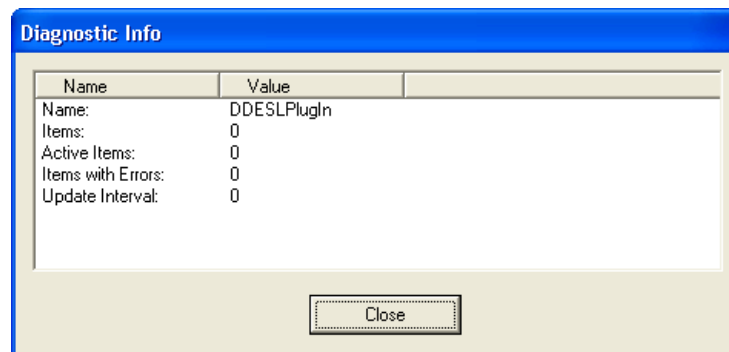 Diagnostic Info
Name Value
Name: DDESLPlugIn
Items: 0
Active Items: 0
Items with Errors: 0
Update Interval: 0
Close